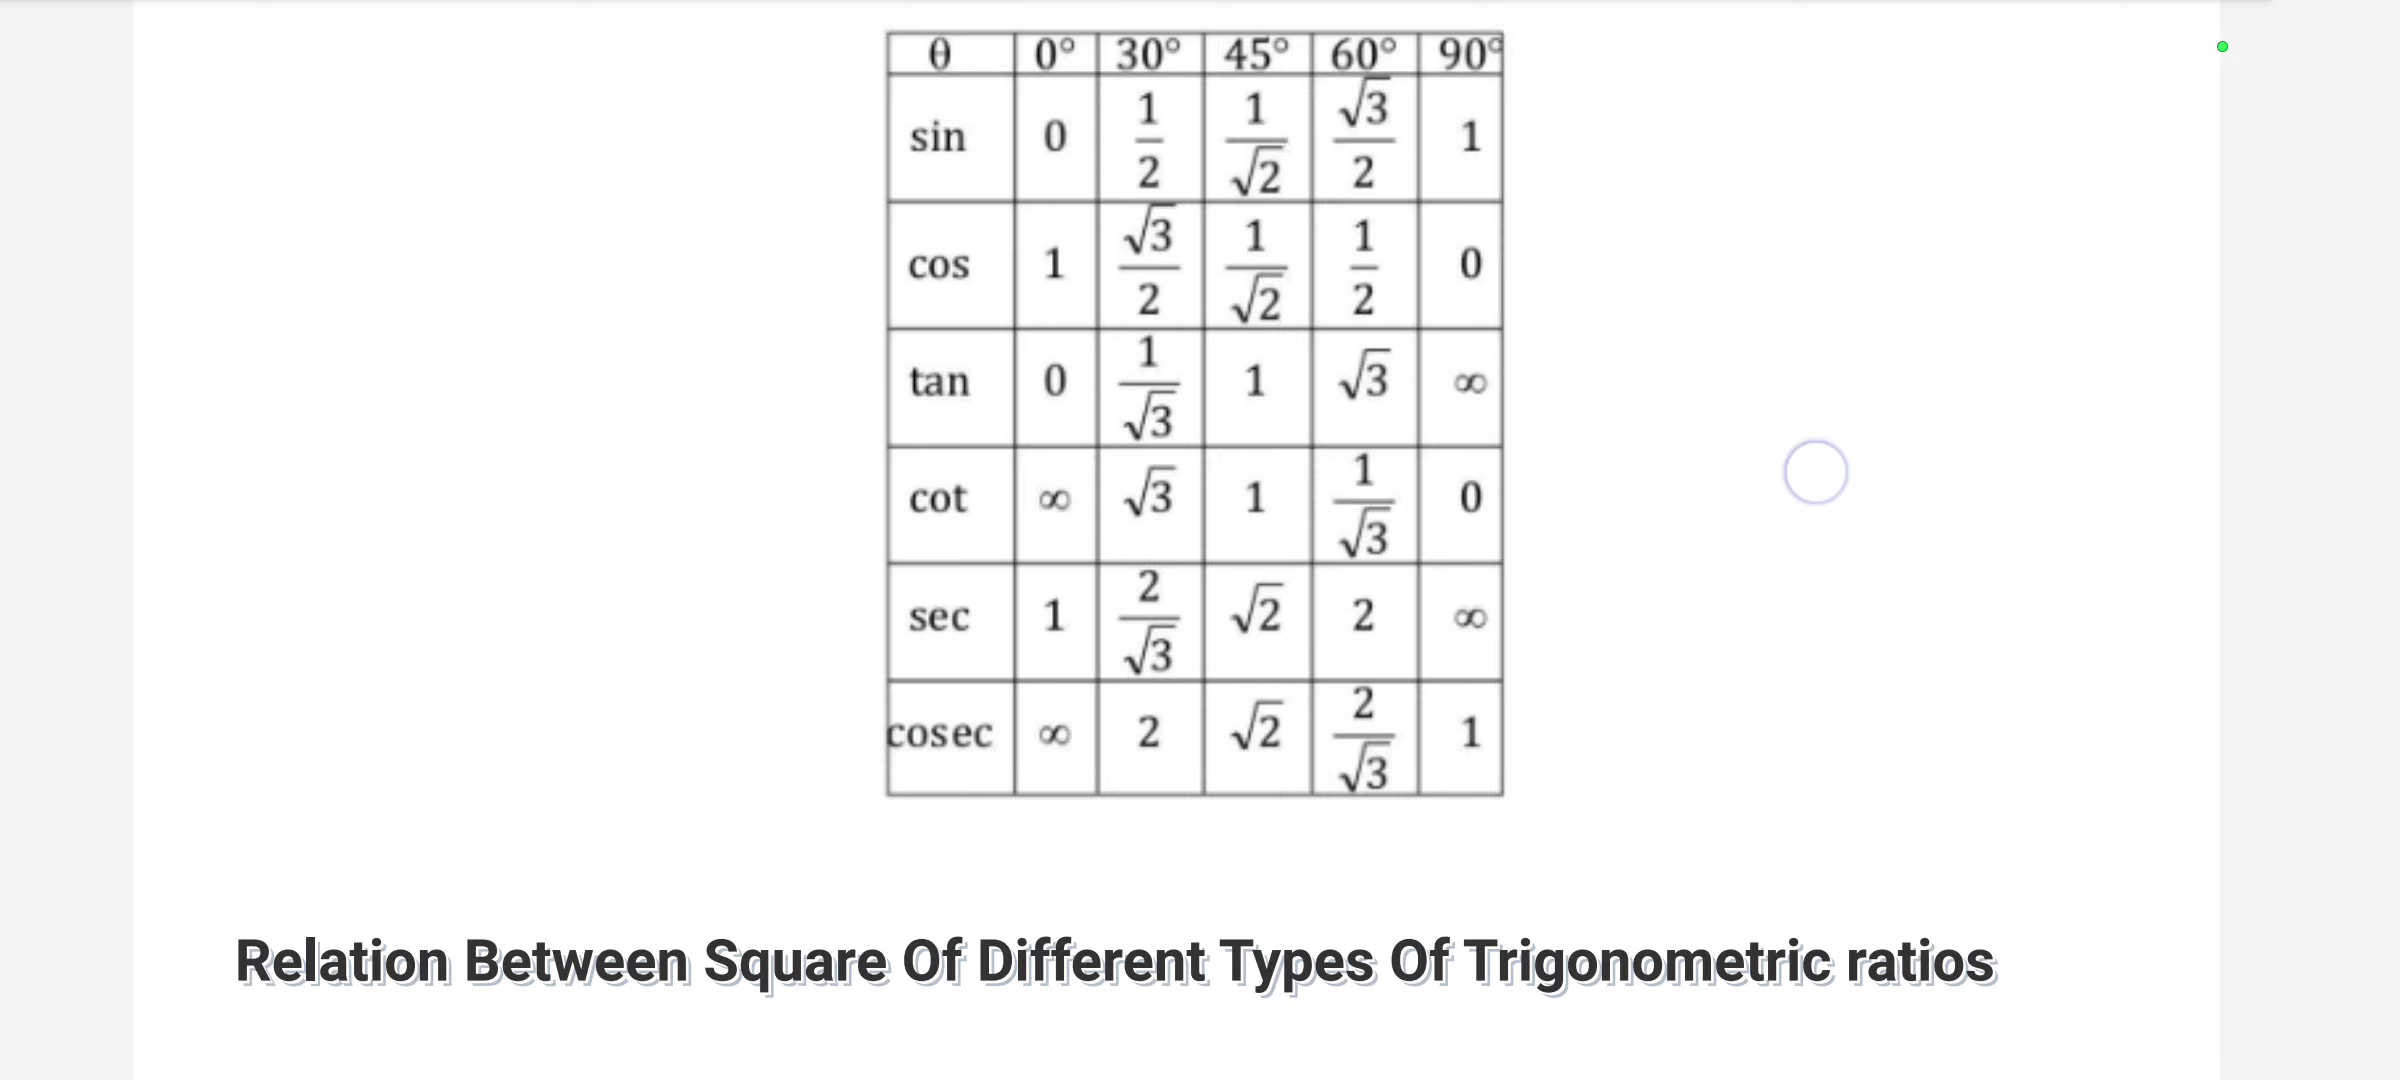 θ 0° 30° 45° 60° 90°
sin 0 1/2 1/√2 √3/2 1
cos 1 √3/2 1/√2 1/2 0
tan 0 1/√3 1 √3 ∞
cot ∞ √3 1 1/√3 0
sec 1 2/√3 √2 2 ∞
cosec ∞ 2 √2 2/√3 1
Relation Between Square Of Different Types Of Trigonometric ratios